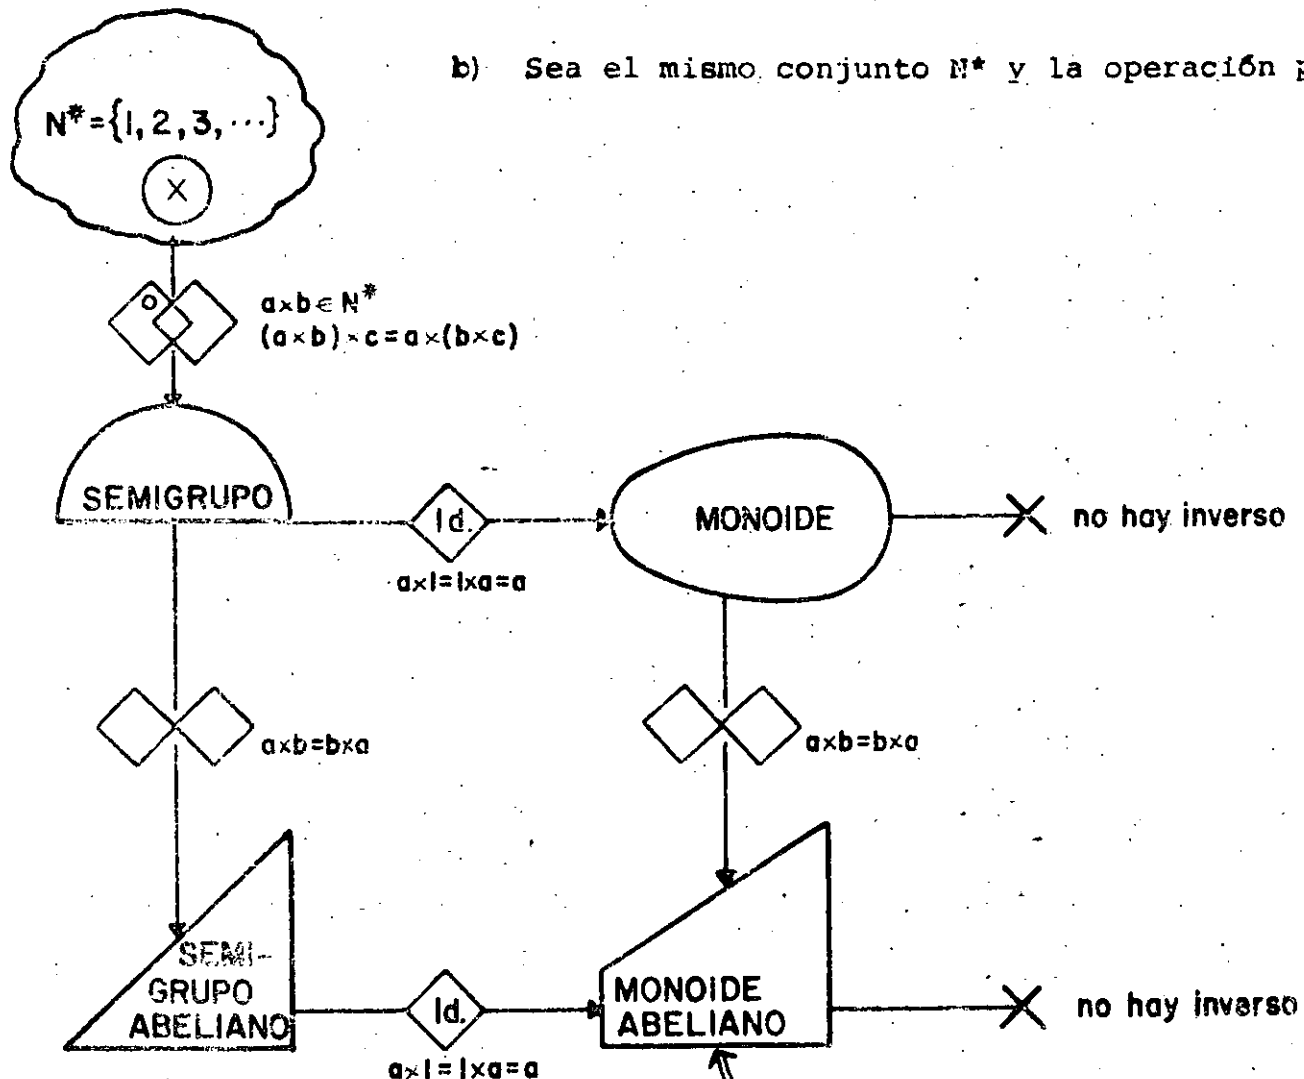 b) Sea el mismo conjunto N* y la operación
N*={1,2,3,...}
X
a×b∈N*
(a×b)×c=a×(b×c)
SEMIGRUPO
Id.
a×1=1×a=a
MONOIDE
no hay inverso
a×b=b×a
a×b=b×a
SEMI-
GRUPO
ABELIANO
Id.
a×1=1×a=a
MONOIDE
ABELIANO
no hay inverso